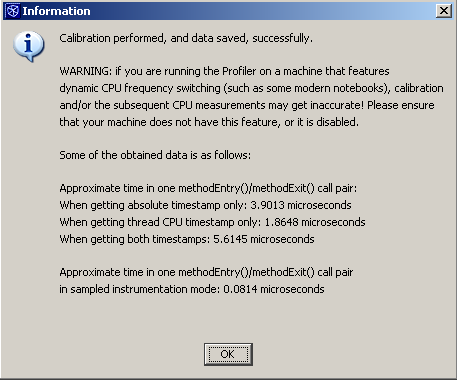 Information
Calibration performed, and data saved, successfully.
WARNING: if you are running the Profiler on a machine that features
dynamic CPU frequency switching (such as some modern notebooks), calibration
and/or the subsequent CPU measurements may get inaccurate! Please ensure
that your machine does not have this feature, or it is disabled.
Some of the obtained data is as follows:
Approximate time in one methodEntry()/methodExit() call pair:
When getting absolute timestamp only: 3.9013 microseconds
When getting thread CPU timestamp only: 1.8648 microseconds
When getting both timestamps: 5.6145 microseconds
Approximate time in one methodEntry()/methodExit() call pair
in sampled instrumentation mode: 0.0814 microseconds
OK